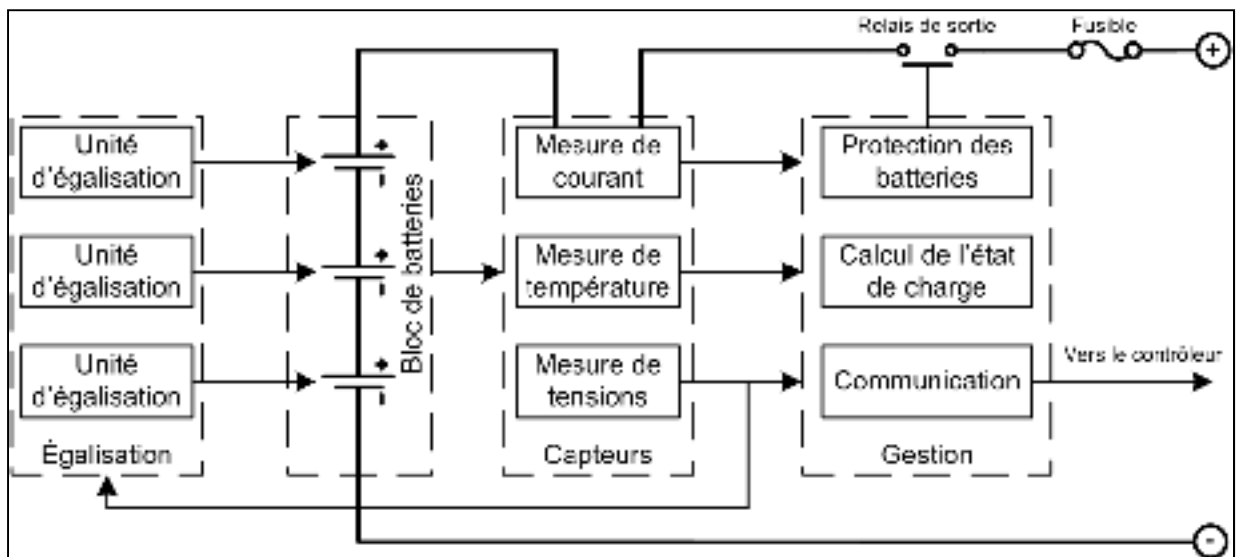 Relais de sortie
Fusible
+
Unité
d'égalisation
Unité
d'égalisation
Unité
d'égalisation
Égalisation
Bloc de batteries
Mesure de
courant
Mesure de
température
Mesure de
tensions
Capteurs
Protection des
batteries
Calcul de l'état
de charge
Communication
Gestion
Vers le contrôleur
-